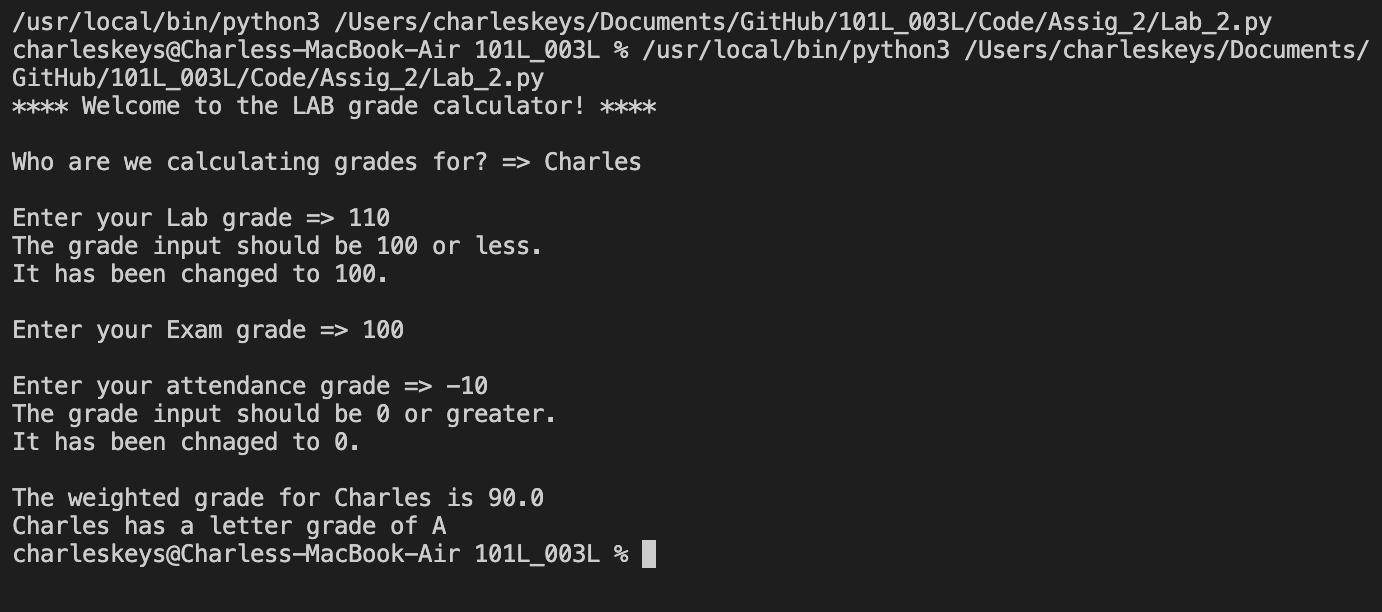 /usr/local/bin/python3 /Users/charleskeys/Documents/GitHub/101L_003L/Code/Assig_2/Lab_2.py
charleskeys@Charless-MacBook-Air 101L_003L % /usr/local/bin/python3 /Users/charleskeys/Documents/
GitHub/101L_003L/Code/Assig_2/Lab_2.py
**** Welcome to the LAB grade calculator! ****
Who are we calculating grades for? => Charles
Enter your Lab grade => 110
The grade input should be 100 or less.
It has been changed to 100.
Enter your Exam grade => 100
Enter your attendance grade => -10
The grade input should be 0 or greater.
It has been chnaged to 0.
The weighted grade for Charles is 90.0
Charles has a letter grade of A
charleskeys@Charless-MacBook-Air 101L_003L %